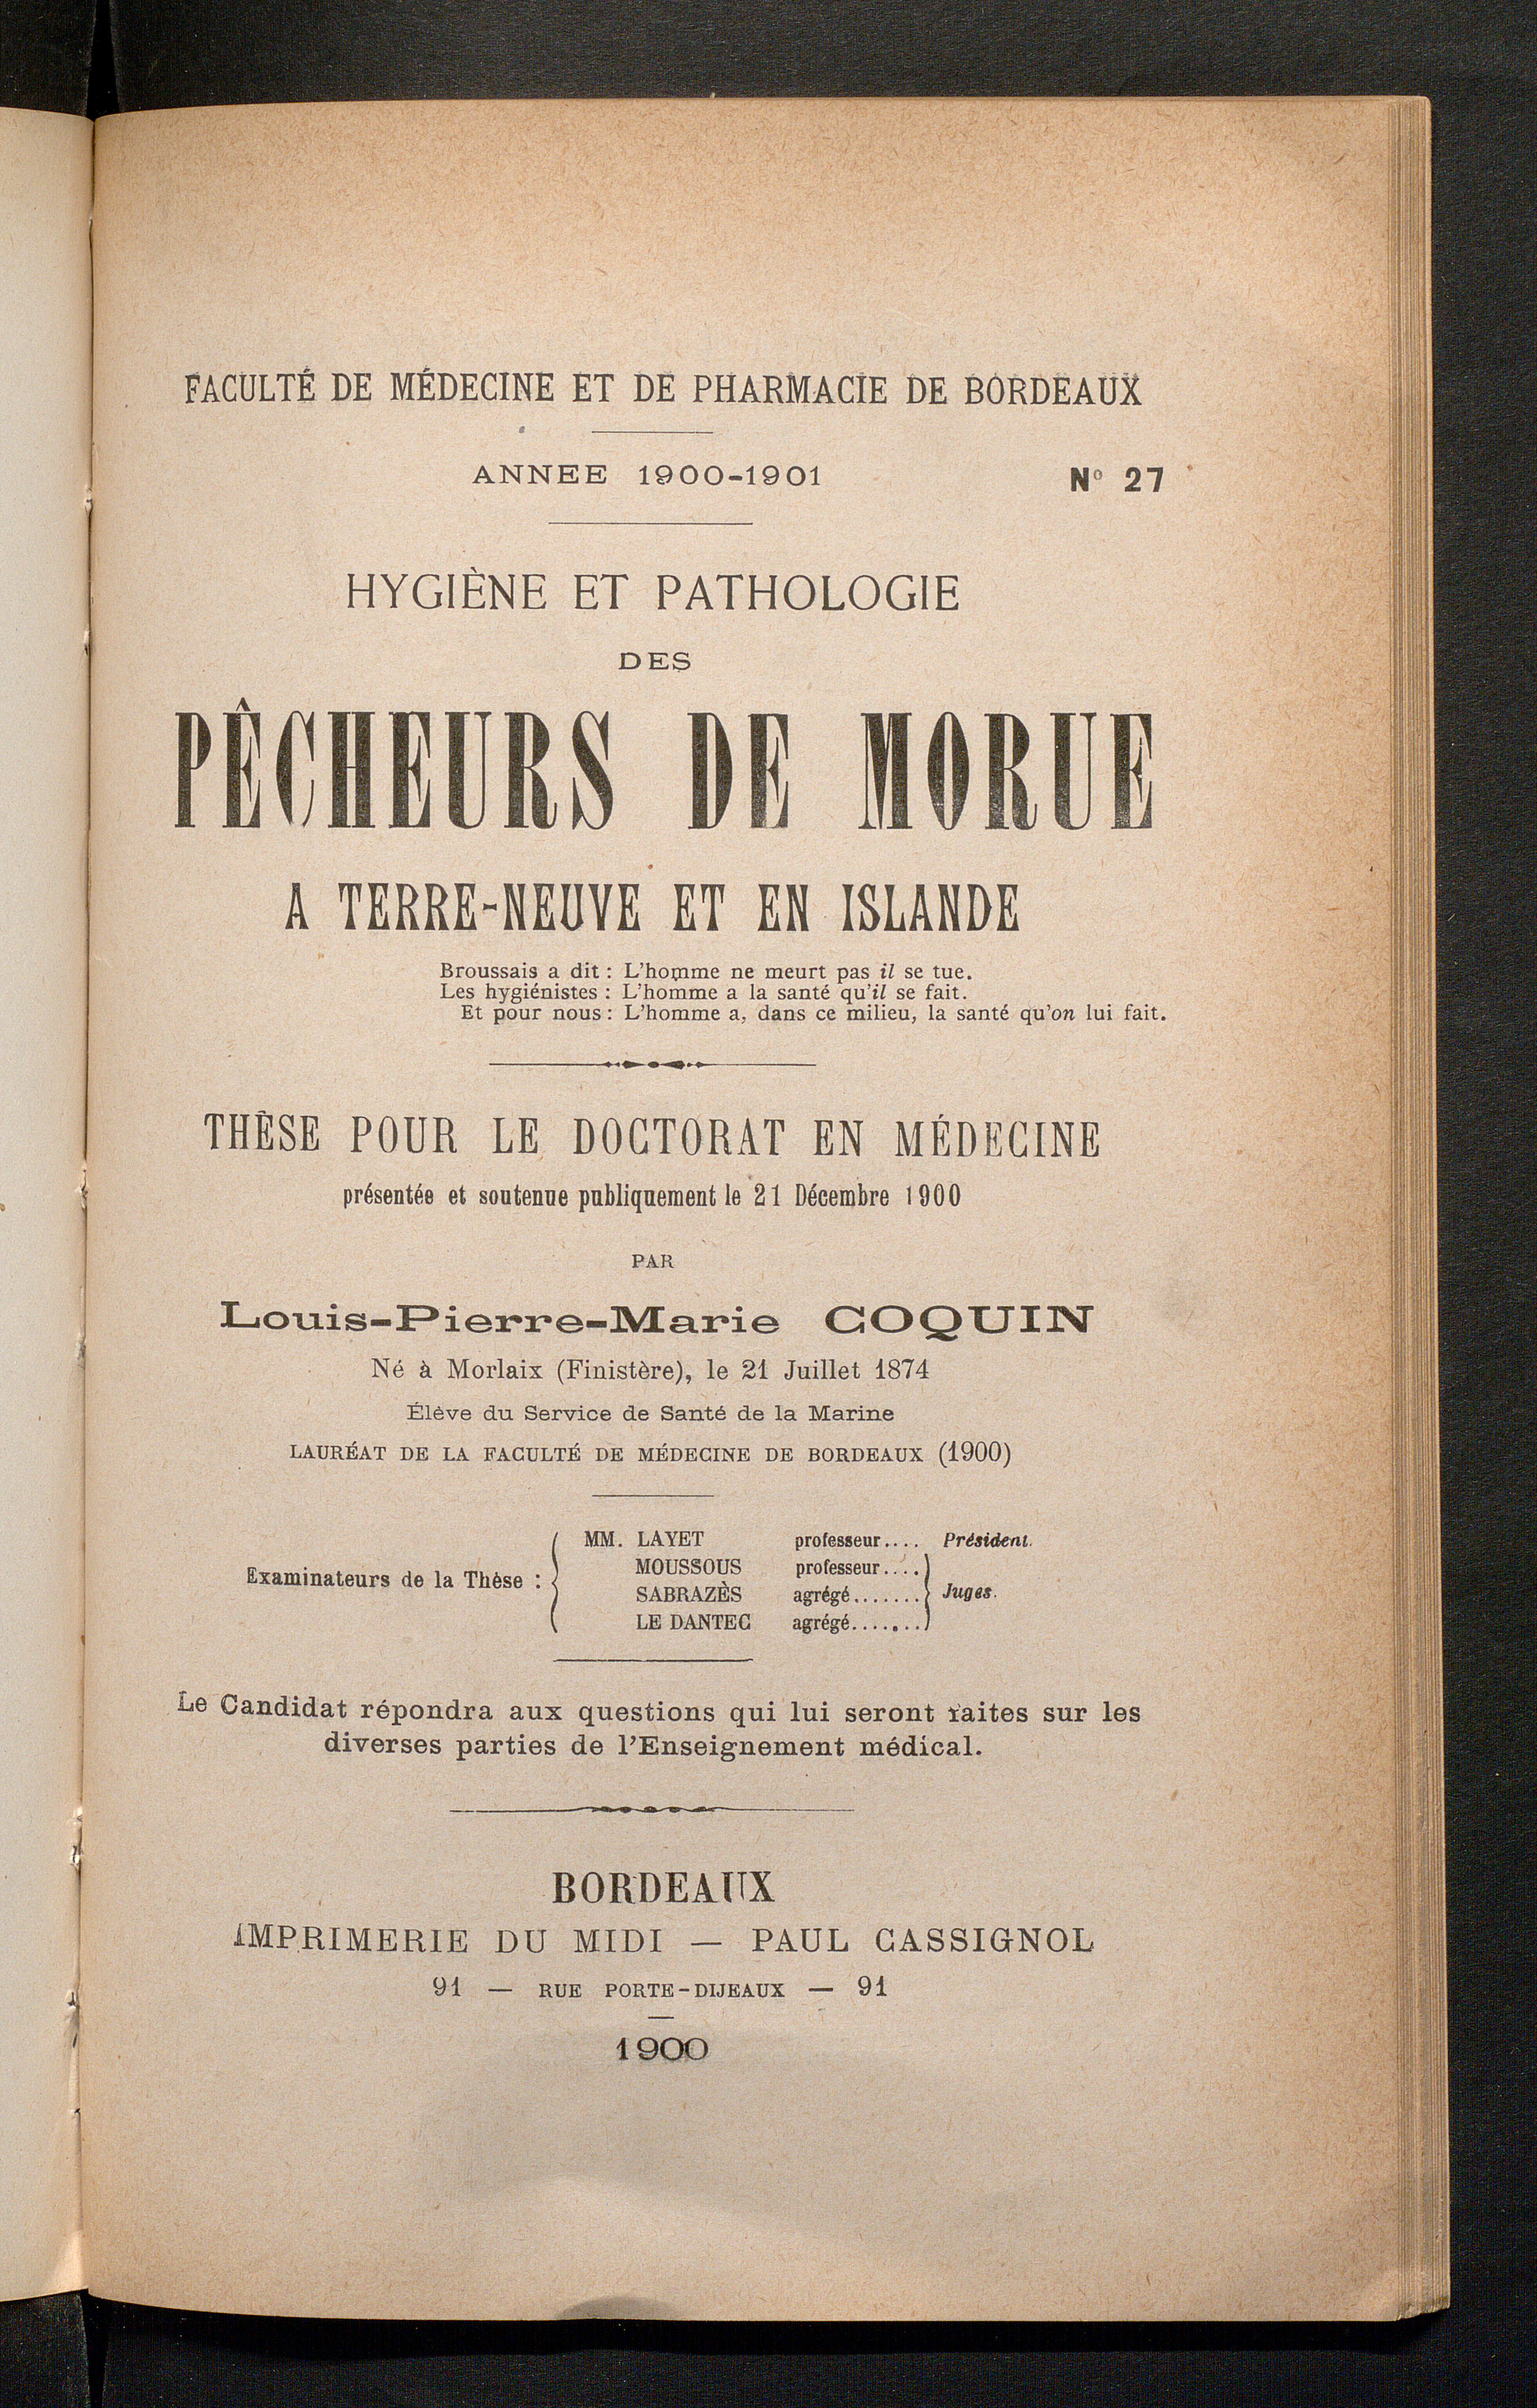 FACULTÉ DE MÉDECINE ET DE PHARMACIE DE BORDEAUX
ANNEE 1900-1901 N° 27
HYGIÈNE ET PATHOLOGIE
DES
PÊCHEURS DE MORUE
A TERRE-NEUVE ET EN ISLANDE
Broussais a dit : L'homme ne meurt pas il se tue.
Les hygiénistes : L'homme a la santé qu'il se fait.
Et pour nous : L'homme a, dans ce milieu, la santé qu'on lui fait.
THÈSE POUR LE DOCTORAT EN MÉDECINE
présentée et soutenue publiquement le 21 Décembre 1900
PAR
Louis-Pierre-Marie COQUIN
Né à Morlaix (Finistère), le 21 Juillet 1874
Élève du Service de Santé de la Marine
LAURÉAT DE LA FACULTÉ DE MÉDECINE DE BORDEAUX (1900)
Examinateurs de la Thèse :
MM. LAYET professeur.... Président.
MOUSSOUS professeur....
SABRAZÈS agrégé....... Juges.
LE DANTEC agrégé.......
Le Candidat répondra aux questions qui lui seront faites sur les
diverses parties de l'Enseignement médical.
BORDEAUX
IMPRIMERIE DU MIDI — PAUL CASSIGNOL
91 — RUE PORTE-DIJEAUX — 91
1900